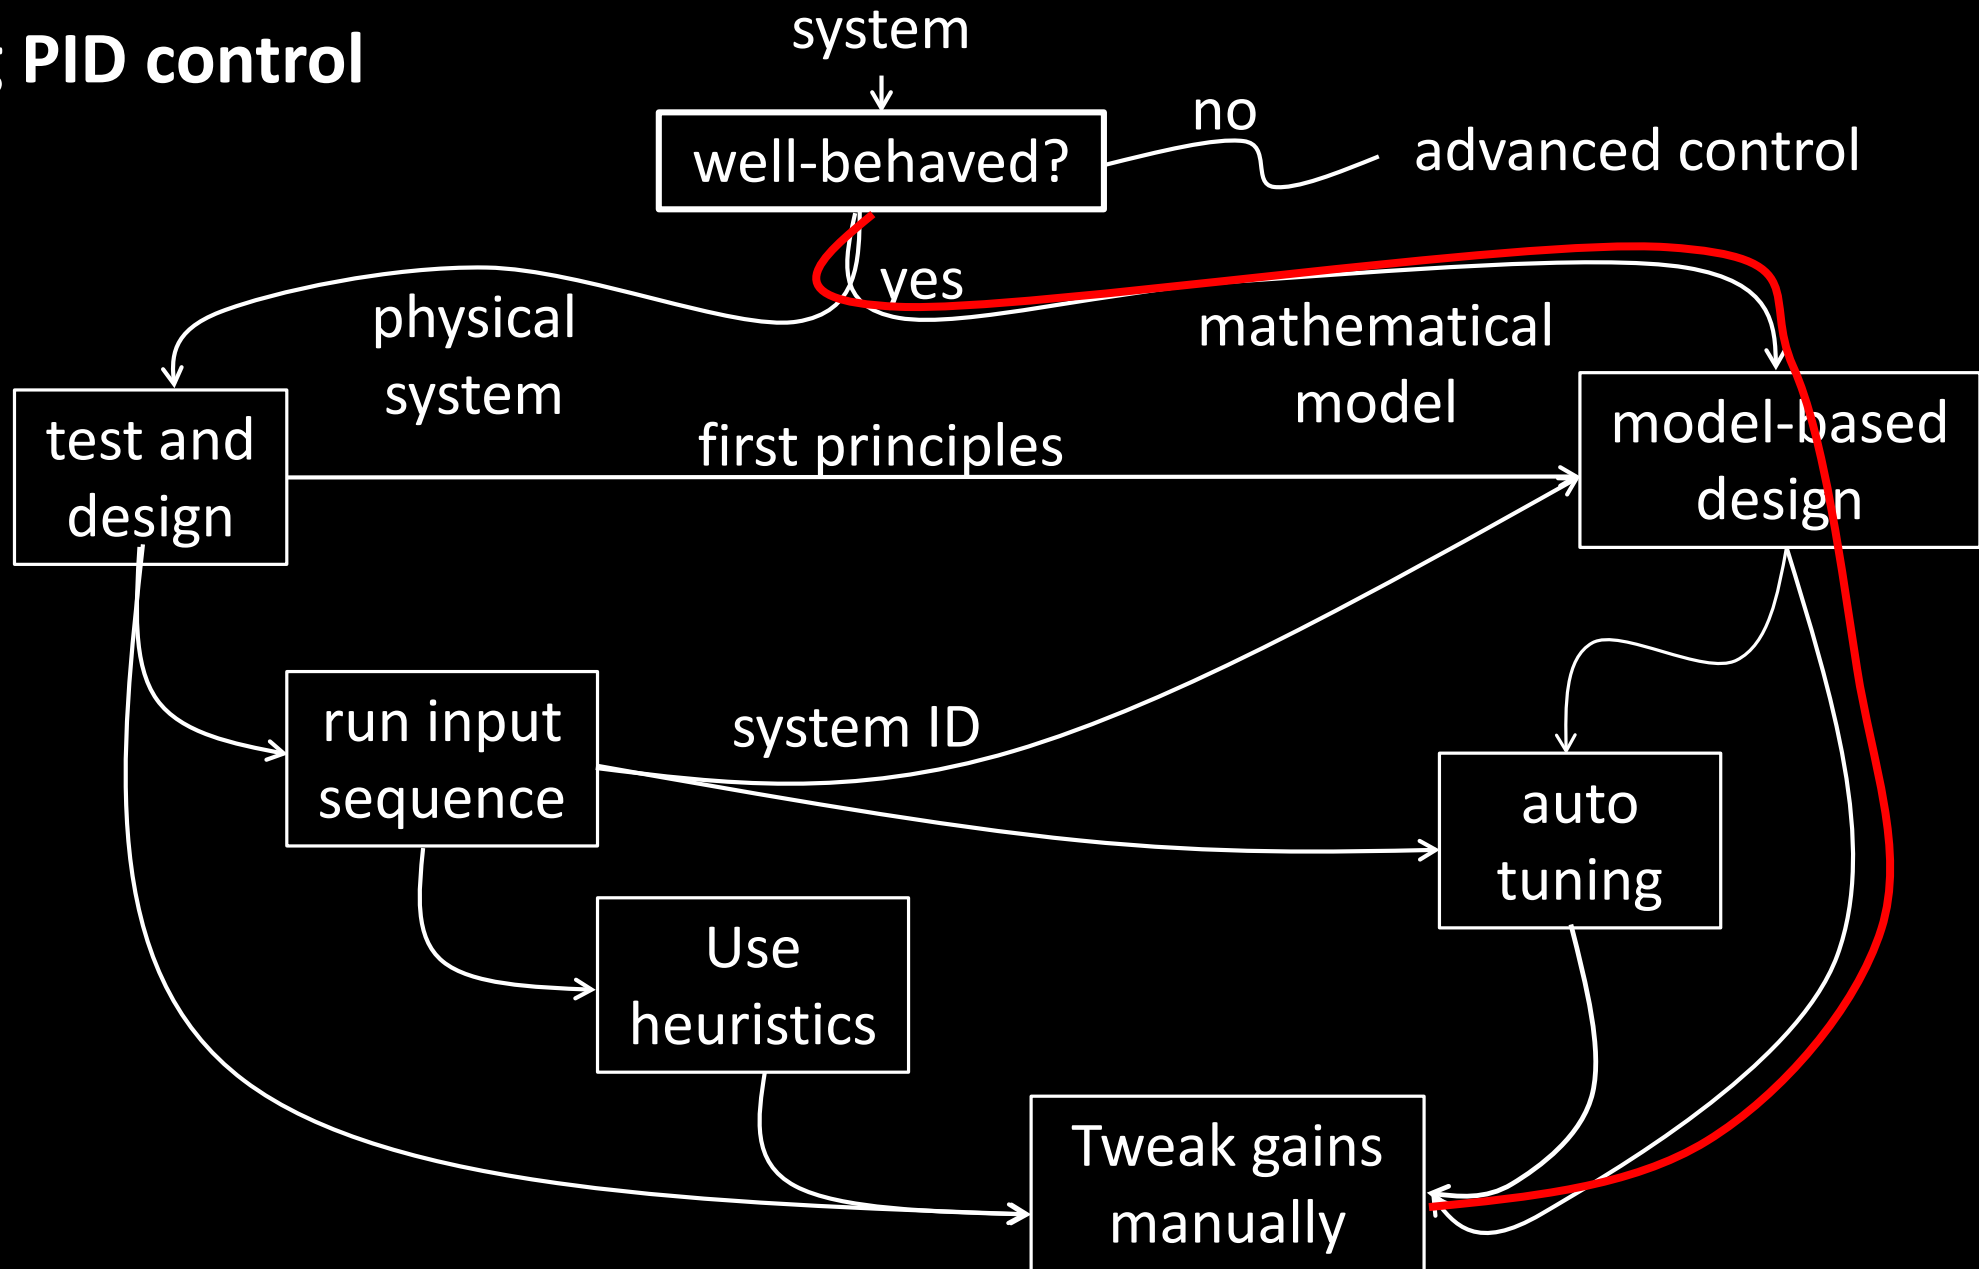 PID control
system
no
well-behaved?
advanced control
yes
physical
system
mathematical
model
test and
design
first principles
model-based
design
run input
sequence
system ID
auto
tuning
Use
heuristics
Tweak gains
manually